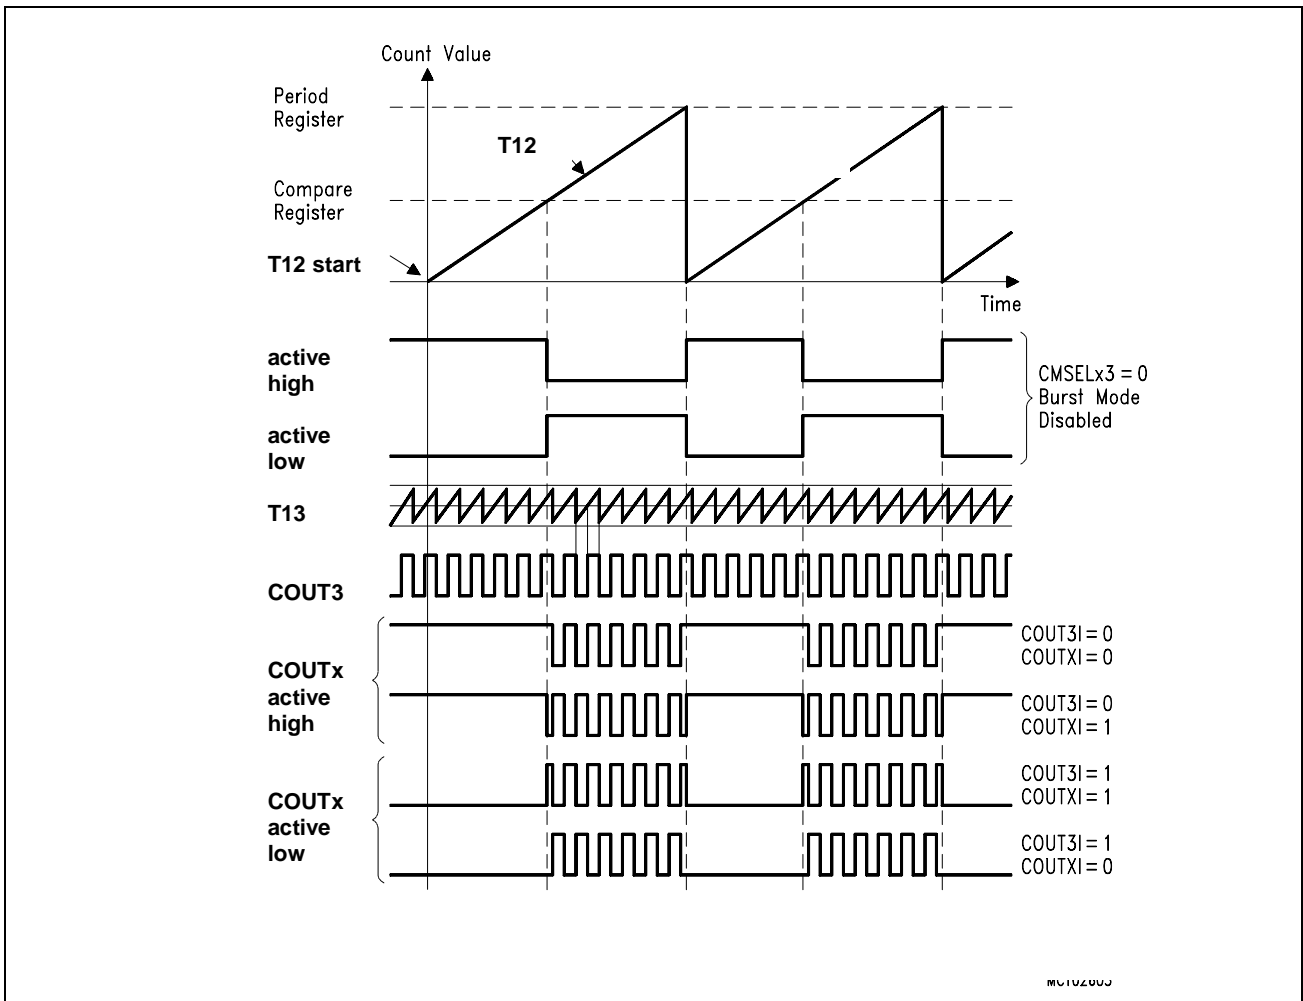 Count Value
Period
Register
T12
Compare
Register
T12 start
Time
active
high
CMSELx3 = 0
Burst Mode
Disabled
active
low
T13
COUT3
COUTx
active
high
COUT3I = 0
COUTXI = 0
COUT3I = 0
COUTXI = 1
COUTx
active
low
COUT3I = 1
COUTXI = 1
COUT3I = 1
COUTXI = 0